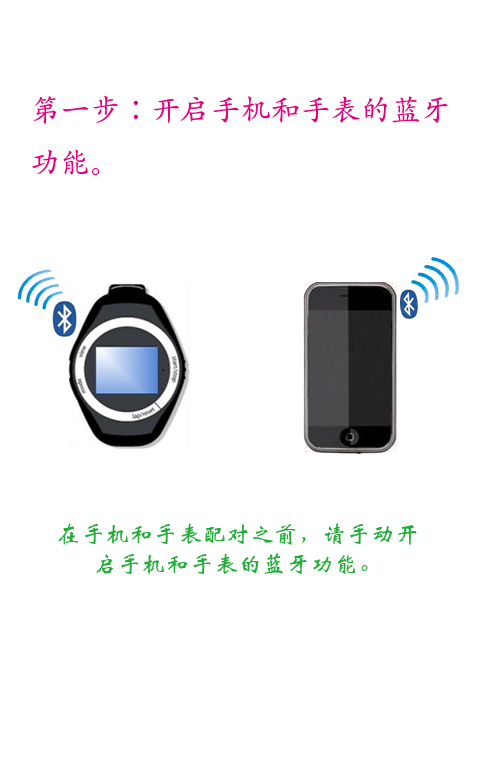 第一步：开启手机和手表的蓝牙
功能。
view
mode
start/stop
lap/reset
在手机和手表配对之前，请手动开
启手机和手表的蓝牙功能。